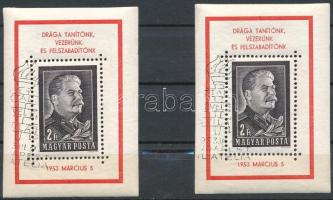 DRÁGA TANÍTÓNK,
VEZÉRÜNK
ÉS FELSZABADÍTÓNK
2 Ft
MAGYAR POSTA
1953 MÁRCIUS 5
DRÁGA TANÍTÓNK,
VEZÉRÜNK
ÉS FELSZABADÍTÓNK
2 Ft
MAGYAR POSTA
1953 MÁRCIUS 5